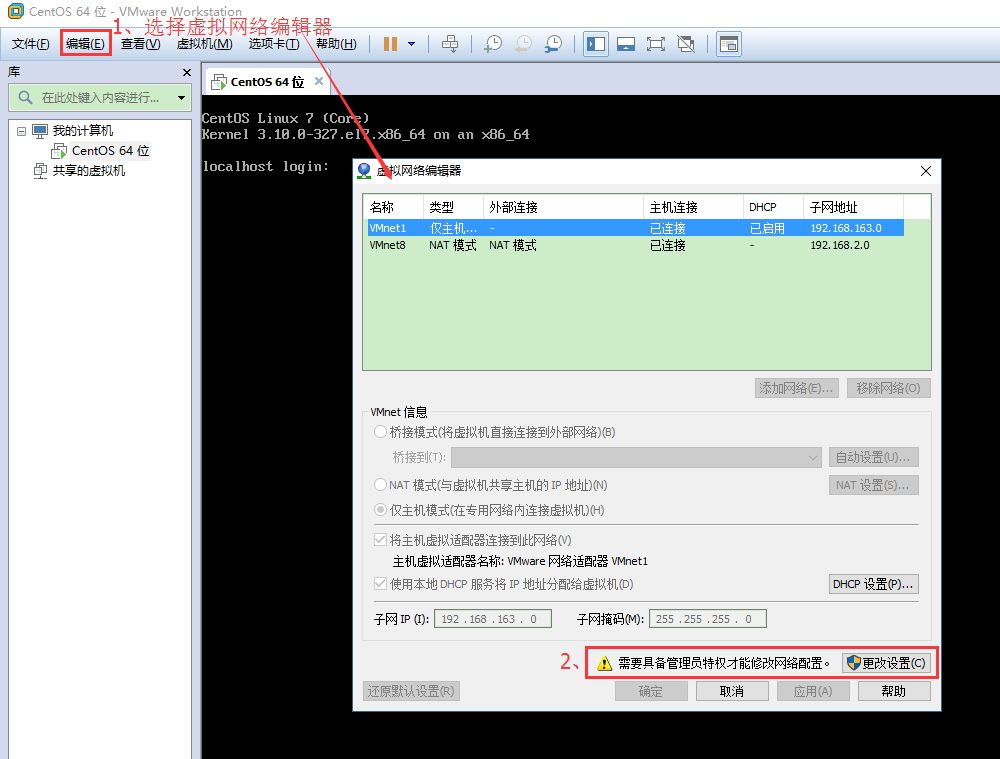 CentOS 64 位 - VMware Workstation
1、选择虚拟网络编辑器
文件(F) 编辑(E) 查看(V) 虚拟机(M) 选项卡(T) 帮助(H)
库
在此处键入内容进行...
我的计算机
CentOS 64 位
共享的虚拟机
CentOS 64 位
CentOS Linux 7 (Core)
Kernel 3.10.0-327.el7.x86_64 on an x86_64
localhost login:
虚拟网络编辑器
名称 类型 外部连接 主机连接 DHCP 子网地址
VMnet1 仅主机... - 已连接 已启用 192.168.163.0
VMnet8 NAT 模式 NAT 模式 已连接 - 192.168.2.0
添加网络(E)... 移除网络(O)
VMnet 信息
桥接模式(将虚拟机直接连接到外部网络)(B)
桥接到(T): 自动设置(U)...
NAT 模式(与虚拟机共享主机的 IP 地址)(N) NAT 设置(S)...
仅主机模式(在专用网络内连接虚拟机)(H)
将主机虚拟适配器连接到此网络(V)
主机虚拟适配器名称: VMware 网络适配器 VMnet1
使用本地 DHCP 服务将 IP 地址分配给虚拟机(D) DHCP 设置(P)...
子网 IP (I): 192 . 168 . 163 . 0 子网掩码(M): 255 . 255 . 255 . 0
2、 需要具备管理员特权才能修改网络配置。 更改设置(C)
还原默认设置(R) 确定 取消 应用(A) 帮助